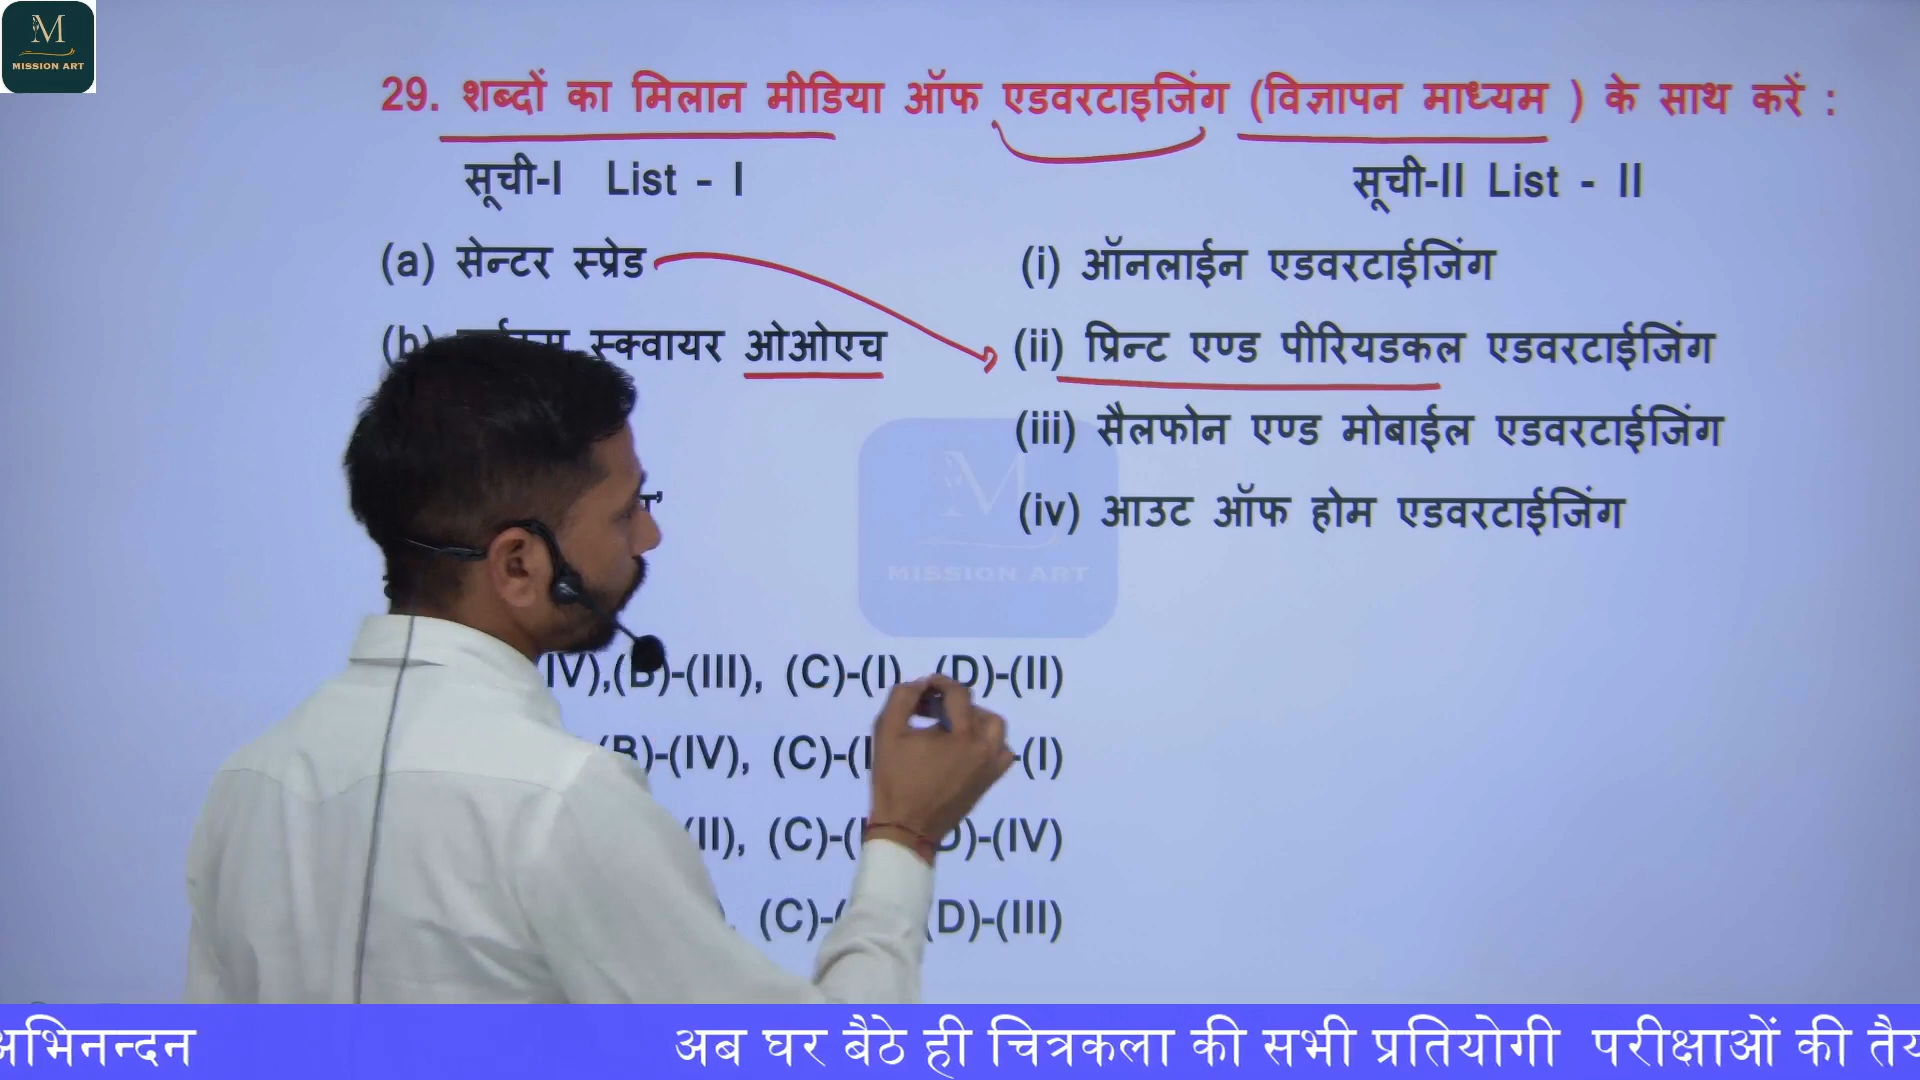 M
MISSION ART
29. शब्दों का मिलान मीडिया ऑफ एडवरटाइजिंग (विज्ञापन माध्यम ) के साथ करें :
सूची-I List - I
सूची-II List - II
(a) सेन्टर स्प्रेड
(i) ऑनलाईन एडवरटाईजिंग
(b) स्क्वायर ओओएच
(ii) प्रिन्ट एण्ड पीरियडकल एडवरटाईजिंग
(iii) सैलफोन एण्ड मोबाईल एडवरटाईजिंग
(iv) आउट ऑफ होम एडवरटाईजिंग
M
MISSION ART
IV),(B)-(III), (C)-(I), (D)-(II)
(B)-(IV), (C)- -(I)
(II), (C)- D)-(IV)
(C)- (D)-(III)
अभिनन्दन अब घर बैठे ही चित्रकला की सभी प्रतियोगी परीक्षाओं की